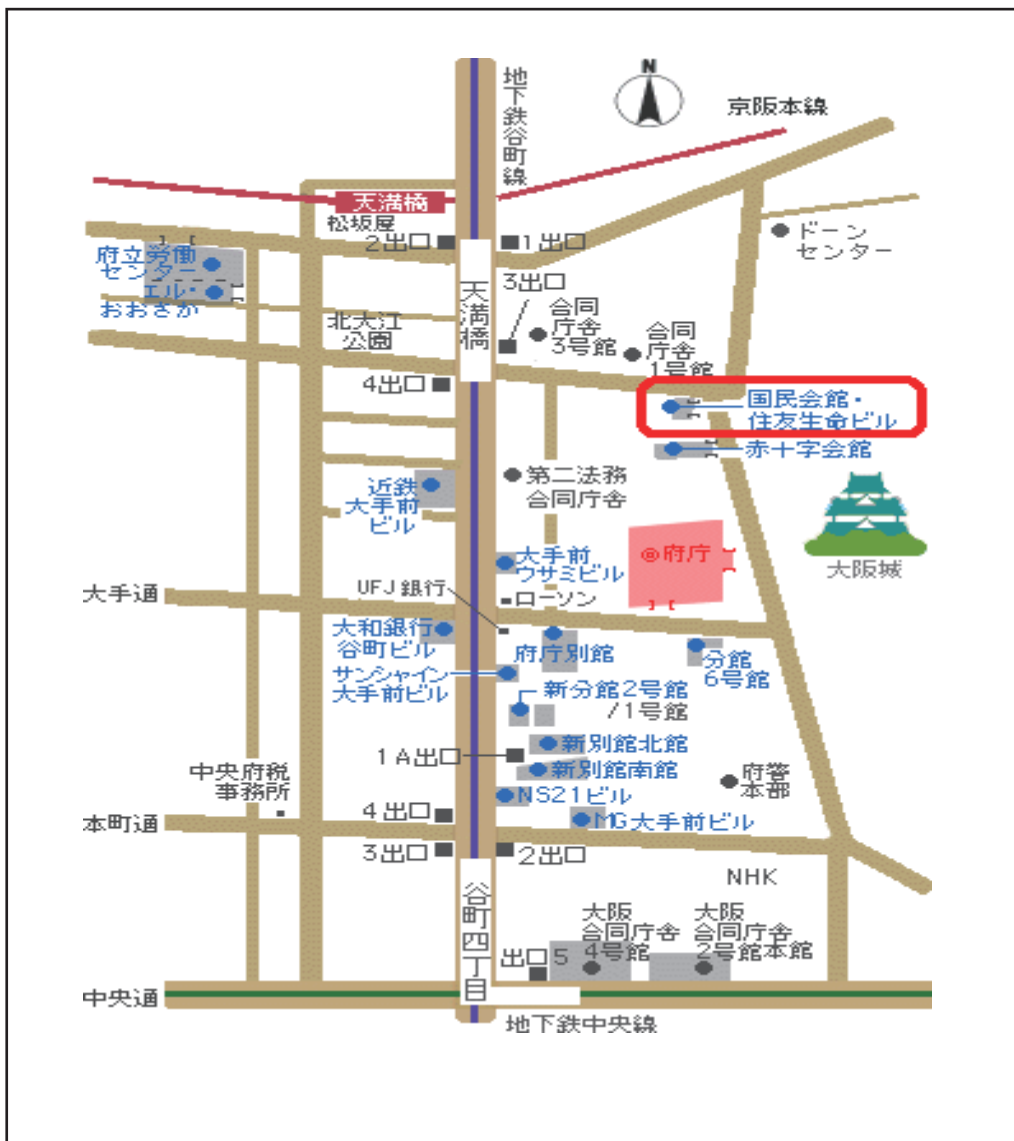 N
地下鉄谷町線
京阪本線
天満橋
松坂屋
2出口
1出口
ドーン
センター
府立労働
センター
エル・
おおさか
3出口
天満橋
北大江
公園
合同
庁舎
3号館
合同
庁舎
1号館
4出口
国民会館・
住友生命ビル
赤十字会館
近鉄
大手前
ビル
第二法務
合同庁舎
大阪城
大手前
ウサミビル
◎府庁
大手通
UFJ銀行
ローソン
大和銀行
谷町ビル
府庁別館
分館
6号館
サンシャイン
大手前ビル
新分館2号館
/1号館
1A出口
新別館北館
新別館南館
中央府税
事務所
府警
本部
NS21ビル
4出口
MG大手前ビル
本町通
3出口
2出口
NHK
谷町四丁目
大阪
合同庁舎
4号館
大阪
合同庁舎
2号館本館
出口5
中央通
地下鉄中央線